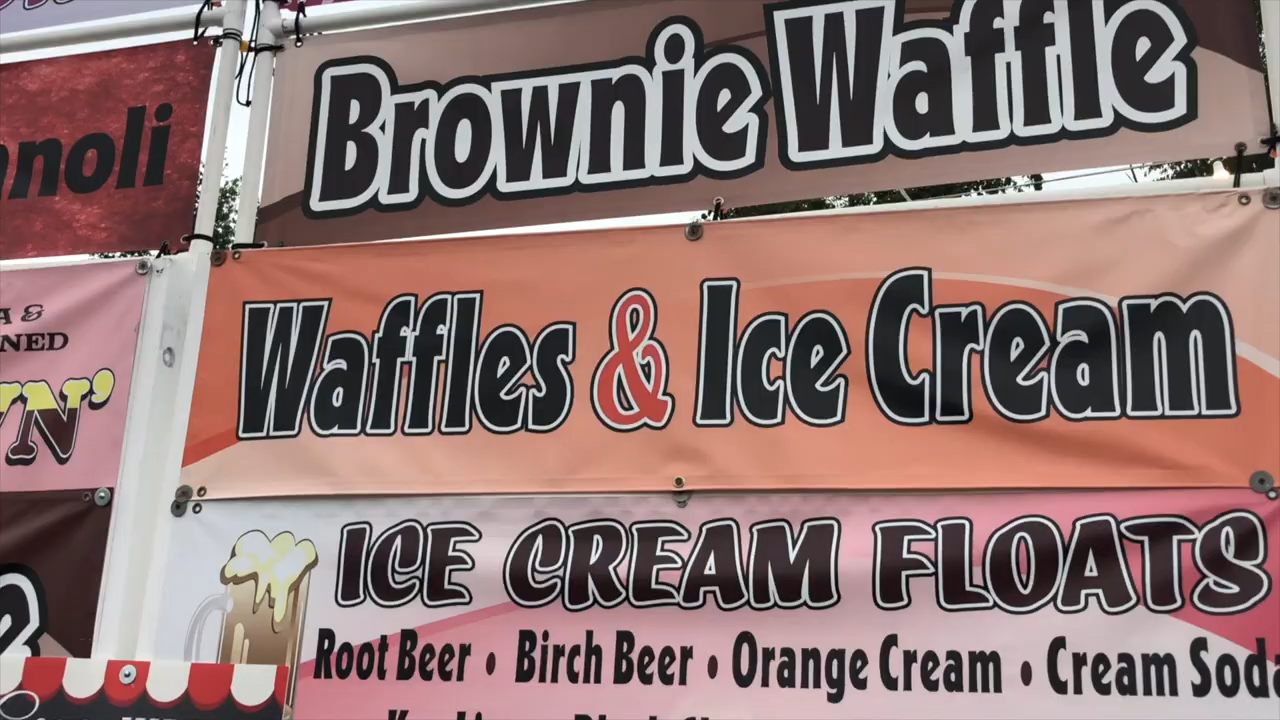 Brownie Waffle
Waffles & Ice Cream
ICE CREAM FLOATS
Root Beer • Birch Beer • Orange Cream • Cream Soda
nnoli
A &
NED
N'